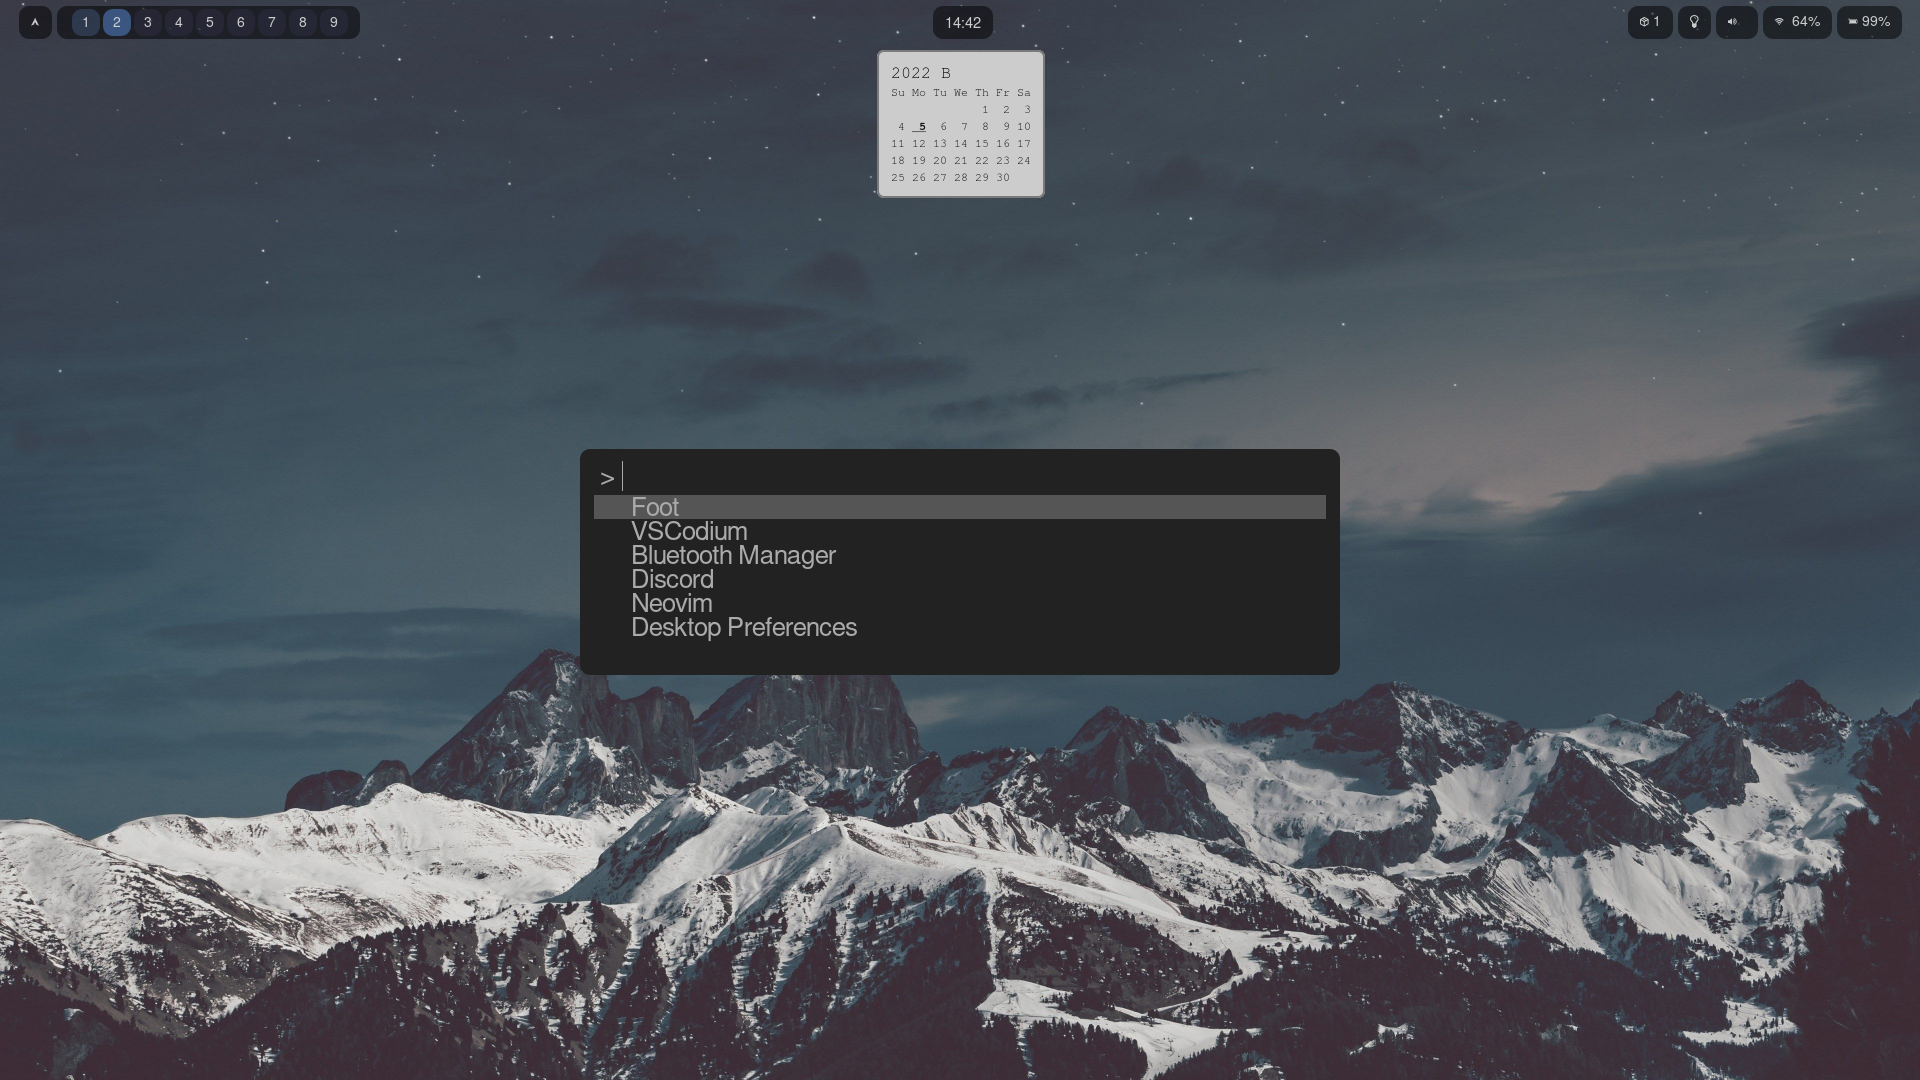 1 2 3 4 5 6 7 8 9
14:42
1
64%
99%
2022 B
Su Mo Tu We Th Fr Sa
1 2 3
4 5 6 7 8 9 10
11 12 13 14 15 16 17
18 19 20 21 22 23 24
25 26 27 28 29 30
>
Foot
VSCodium
Bluetooth Manager
Discord
Neovim
Desktop Preferences